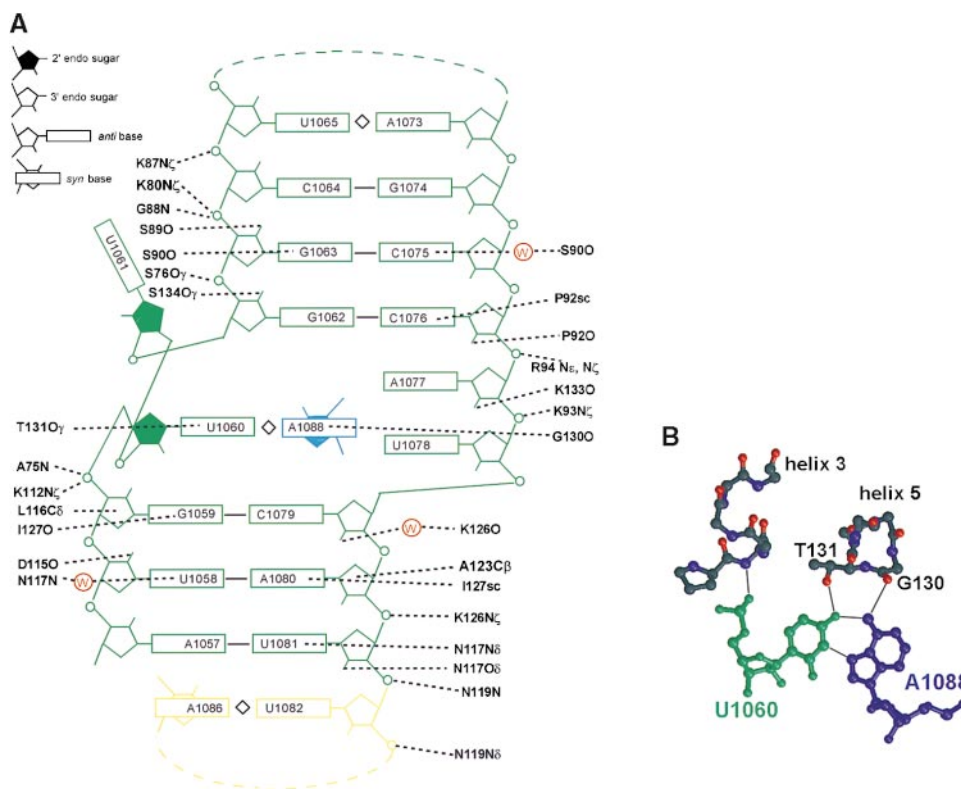 A
2' endo sugar
3' endo sugar
anti base
syn base
U1065 A1073
K87Nζ
C1064 G1074
K80Nζ
G88N
S89O
S90O G1063 C1075 W S90O
U1061
S76Oγ
S134Oγ
P92sc
G1062 C1076
P92O
R94 Nε, Nζ
A1077
K133O
K93Nζ
T131Oγ U1060 A1088
G130O
U1078
A75N
K112Nζ
L116Cδ
G1059 C1079
I127O
W K126O
D115O
A123Cβ
N117N W U1058 A1080
I127sc
K126Nζ
A1057 U1081 N117Nδ
N117Oδ
N119N
A1086 U1082
N119Nδ
B
helix 3
helix 5
T131
G130
A1088
U1060